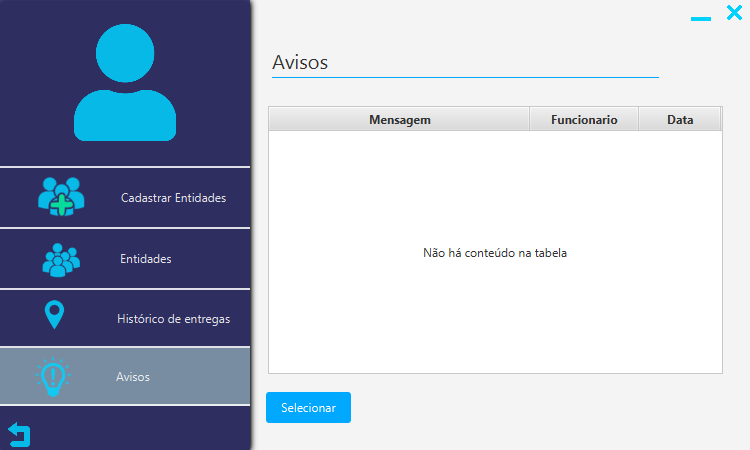 Cadastrar Entidades
Entidades
Histórico de entregas
Avisos
Avisos
Mensagem Funcionario Data
Não há conteúdo na tabela
Selecionar